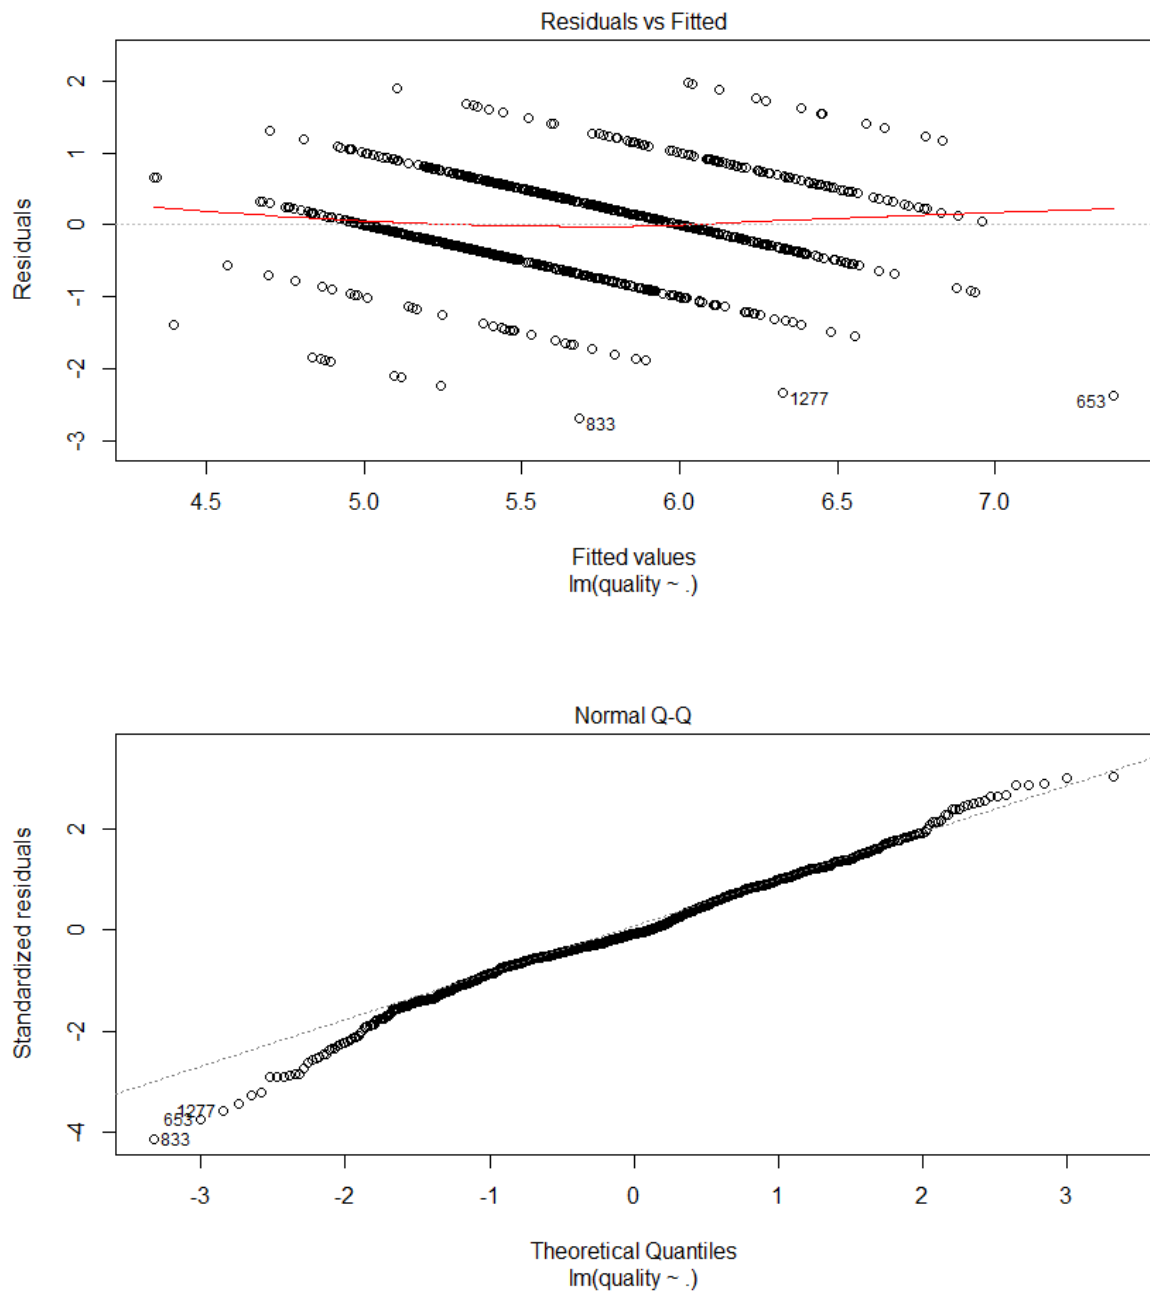 Residuals vs Fitted
Residuals
2
1
0
-1
-2
-3
1277
653
833
4.5 5.0 5.5 6.0 6.5 7.0
Fitted values
lm(quality ~ .)
Normal Q-Q
Standardized residuals
2
0
-2
-4
1277
653
833
-3 -2 -1 0 1 2 3
Theoretical Quantiles
lm(quality ~ .)